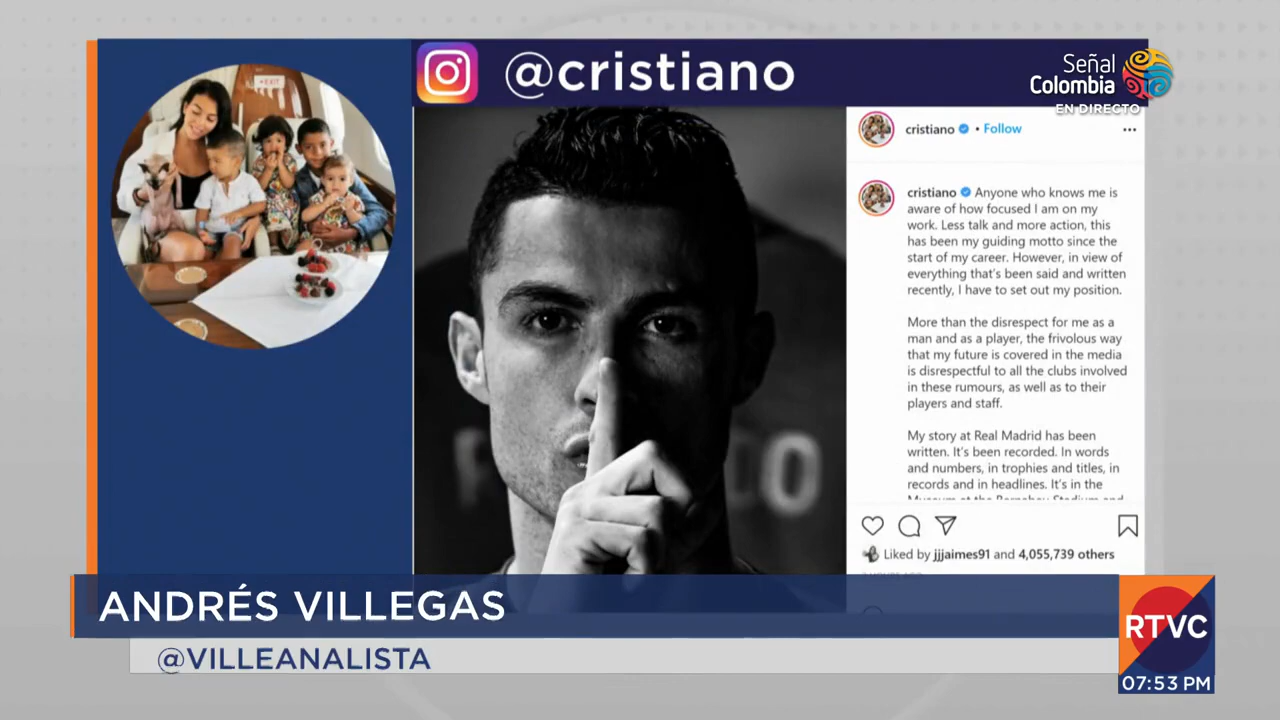 @cristiano
Señal
Colombia
EN DIRECTO
EXIT
cristiano • Follow
cristiano Anyone who knows me is
aware of how focused I am on my
work. Less talk and more action, this
has been my guiding motto since the
start of my career. However, in view of
everything that's been said and written
recently, I have to set out my position.
More than the disrespect for me as a
man and as a player, the frivolous way
that my future is covered in the media
is disrespectful to all the clubs involved
in these rumours, as well as to their
players and staff.
My story at Real Madrid has been
written. It's been recorded. In words
and numbers, in trophies and titles, in
records and in headlines. It's in the
Museum at the Bernabeu Stadium and
Liked by jjjaimes91 and 4,055,739 others
ANDRÉS VILLEGAS
@VILLEANALISTA
RTVC
07:53 PM